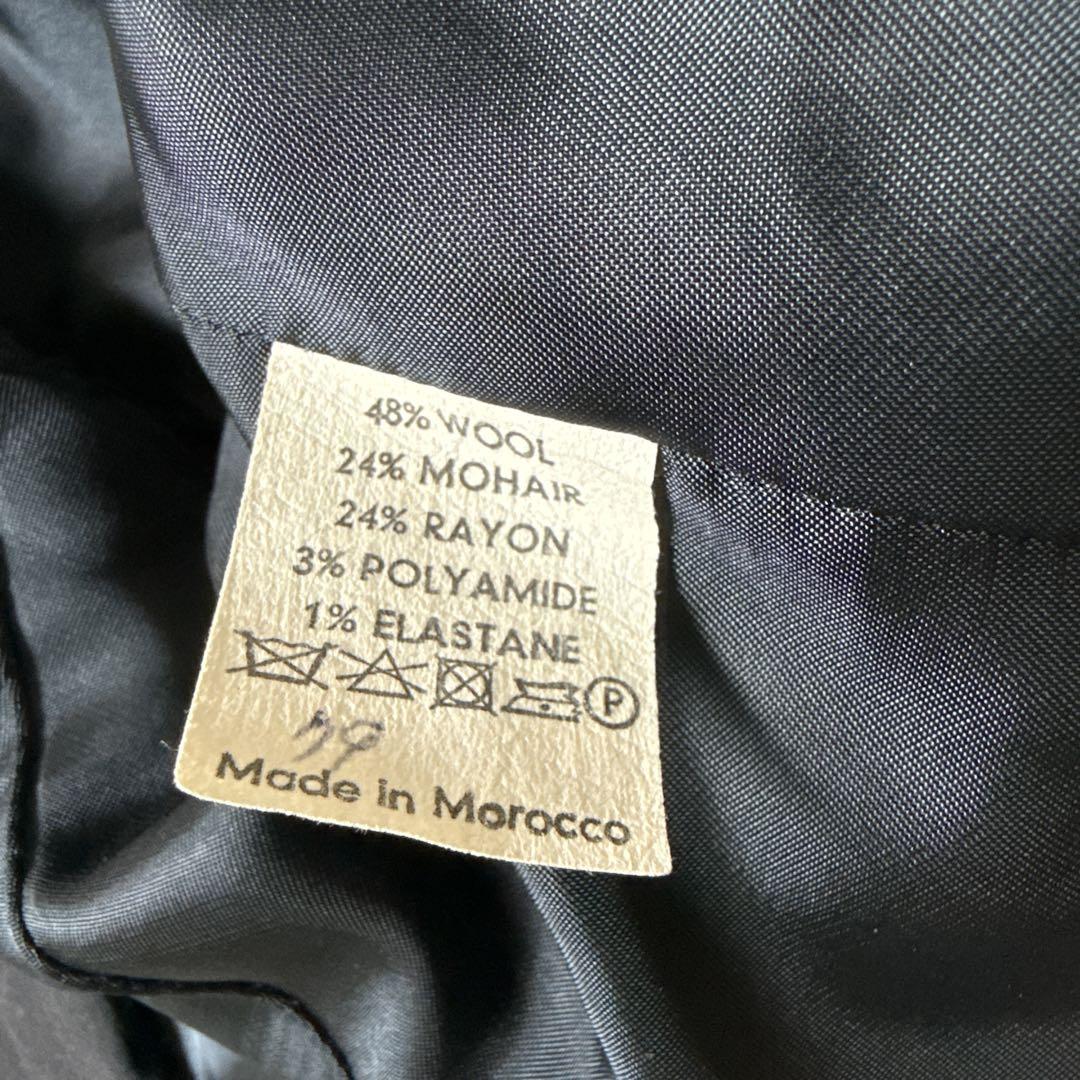 48% WOOL
24% MOHAIR
24% RAYON
3% POLYAMIDE
1% ELASTANE
P
Made in Morocco